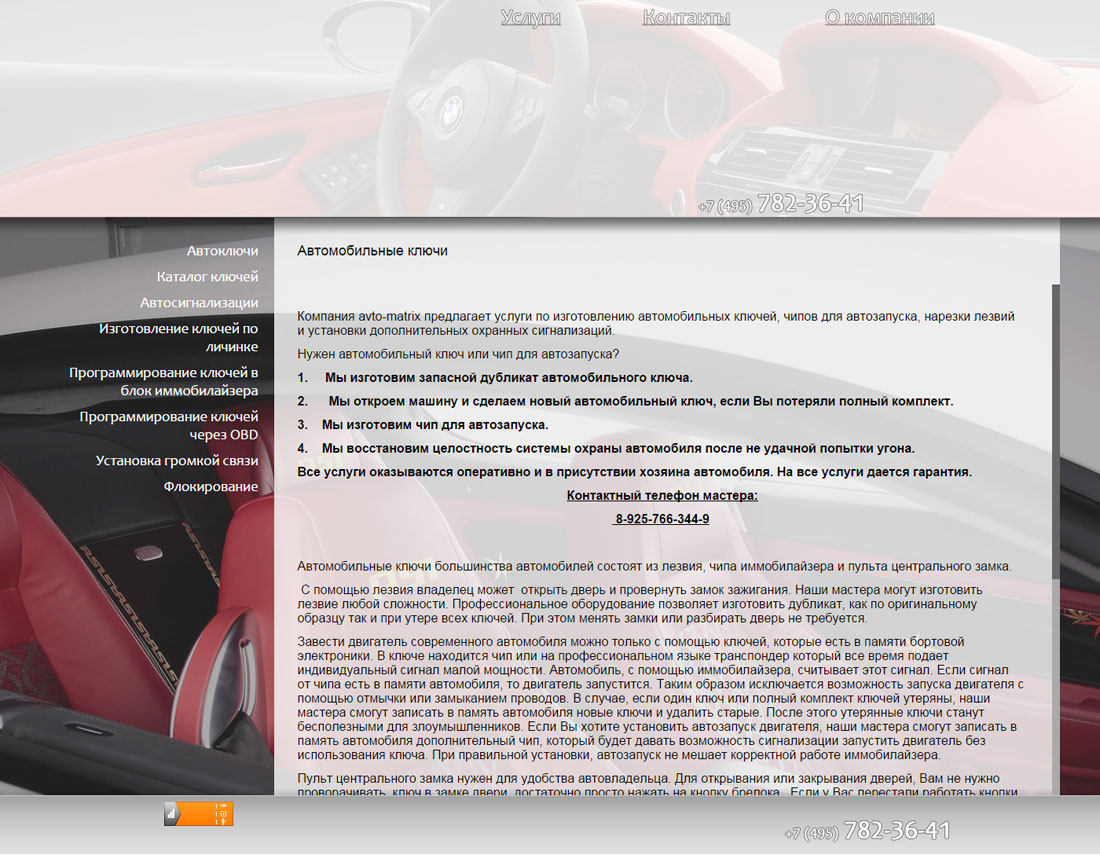 Услуги Контакты О компании
+7 (495) 782-36-41
Автоключи
Каталог ключей
Автосигнализации
Изготовление ключей по
личинке
Программирование ключей в
блок иммобилайзера
Программирование ключей
через OBD
Установка громкой связи
Флокирование
Автомобильные ключи
Компания avto-matrix предлагает услуги по изготовлению автомобильных ключей, чипов для автозапуска, нарезки лезвий
и установки дополнительных охранных сигнализаций.
Нужен автомобильный ключ или чип для автозапуска?
1. Мы изготовим запасной дубликат автомобильного ключа.
2. Мы откроем машину и сделаем новый автомобильный ключ, если Вы потеряли полный комплект.
3. Мы изготовим чип для автозапуска.
4. Мы восстановим целостность системы охраны автомобиля после не удачной попытки угона.
Все услуги оказываются оперативно и в присутствии хозяина автомобиля. На все услуги дается гарантия.
Контактный телефон мастера:
8-925-766-344-9
Автомобильные ключи большинства автомобилей состоят из лезвия, чипа иммобилайзера и пульта центрального замка.
С помощью лезвия владелец может открыть дверь и провернуть замок зажигания. Наши мастера могут изготовить
лезвие любой сложности. Профессиональное оборудование позволяет изготовить дубликат, как по оригинальному
образцу так и при утере всех ключей. При этом менять замки или разбирать дверь не требуется.
Завести двигатель современного автомобиля можно только с помощью ключей, которые есть в памяти бортовой
электроники. В ключе находится чип или на профессиональном языке транспондер который все время подает
индивидуальный сигнал малой мощности. Автомобиль, с помощью иммобилайзера, считывает этот сигнал. Если сигнал
от чипа есть в памяти автомобиля, то двигатель запустится. Таким образом исключается возможность запуска двигателя с
помощью отмычки или замыканием проводов. В случае, если один ключ или полный комплект ключей утеряны, наши
мастера смогут записать в память автомобиля новые ключи и удалить старые. После этого утерянные ключи станут
бесполезными для злоумышленников. Если Вы хотите установить автозапуск двигателя, наши мастера смогут записать в
память автомобиля дополнительный чип, который будет давать возможность сигнализации запустить двигатель без
использования ключа. При правильной установки, автозапуск не мешает корректной работе иммобилайзера.
Пульт центрального замка нужен для удобства автовладельца. Для открывания или закрывания дверей, Вам не нужно
проворачивать ключ в замке двери, достаточно просто нажать на кнопку брелока. Если у Вас перестали работать кнопки
1
1
1
+7 (495) 782-36-41